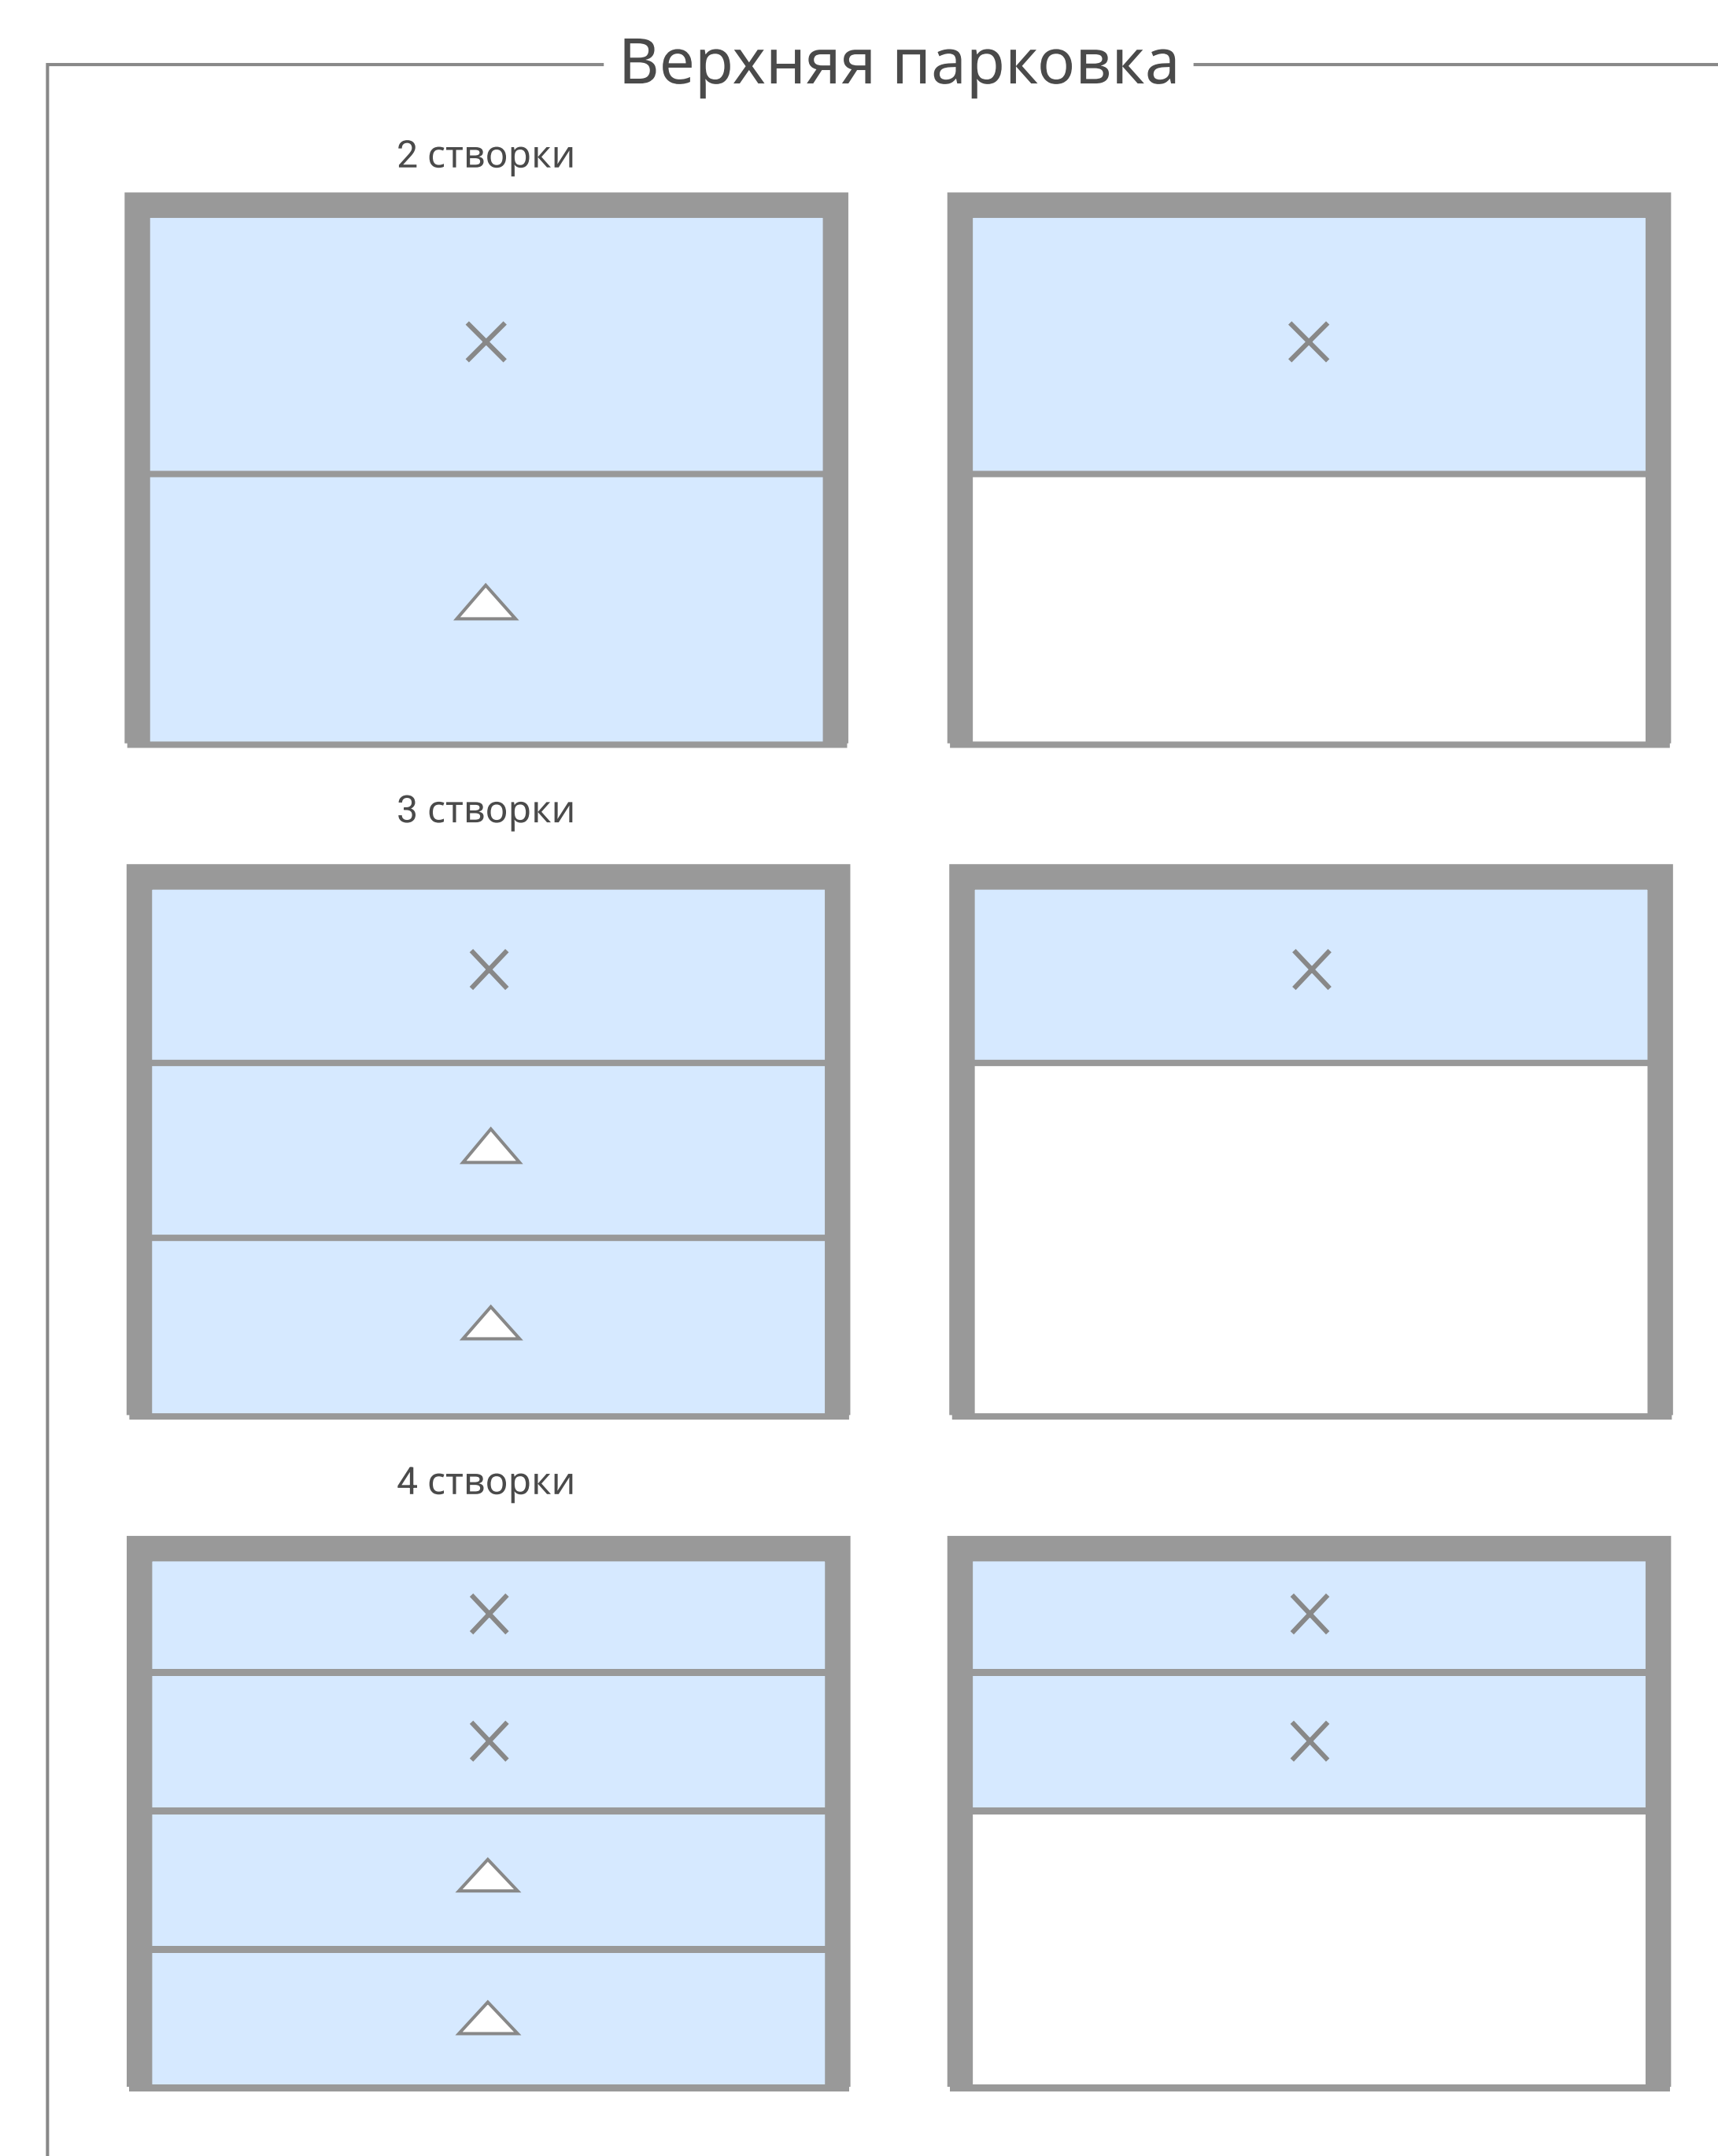 Верхняя парковка
2 створки
3 створки
4 створки